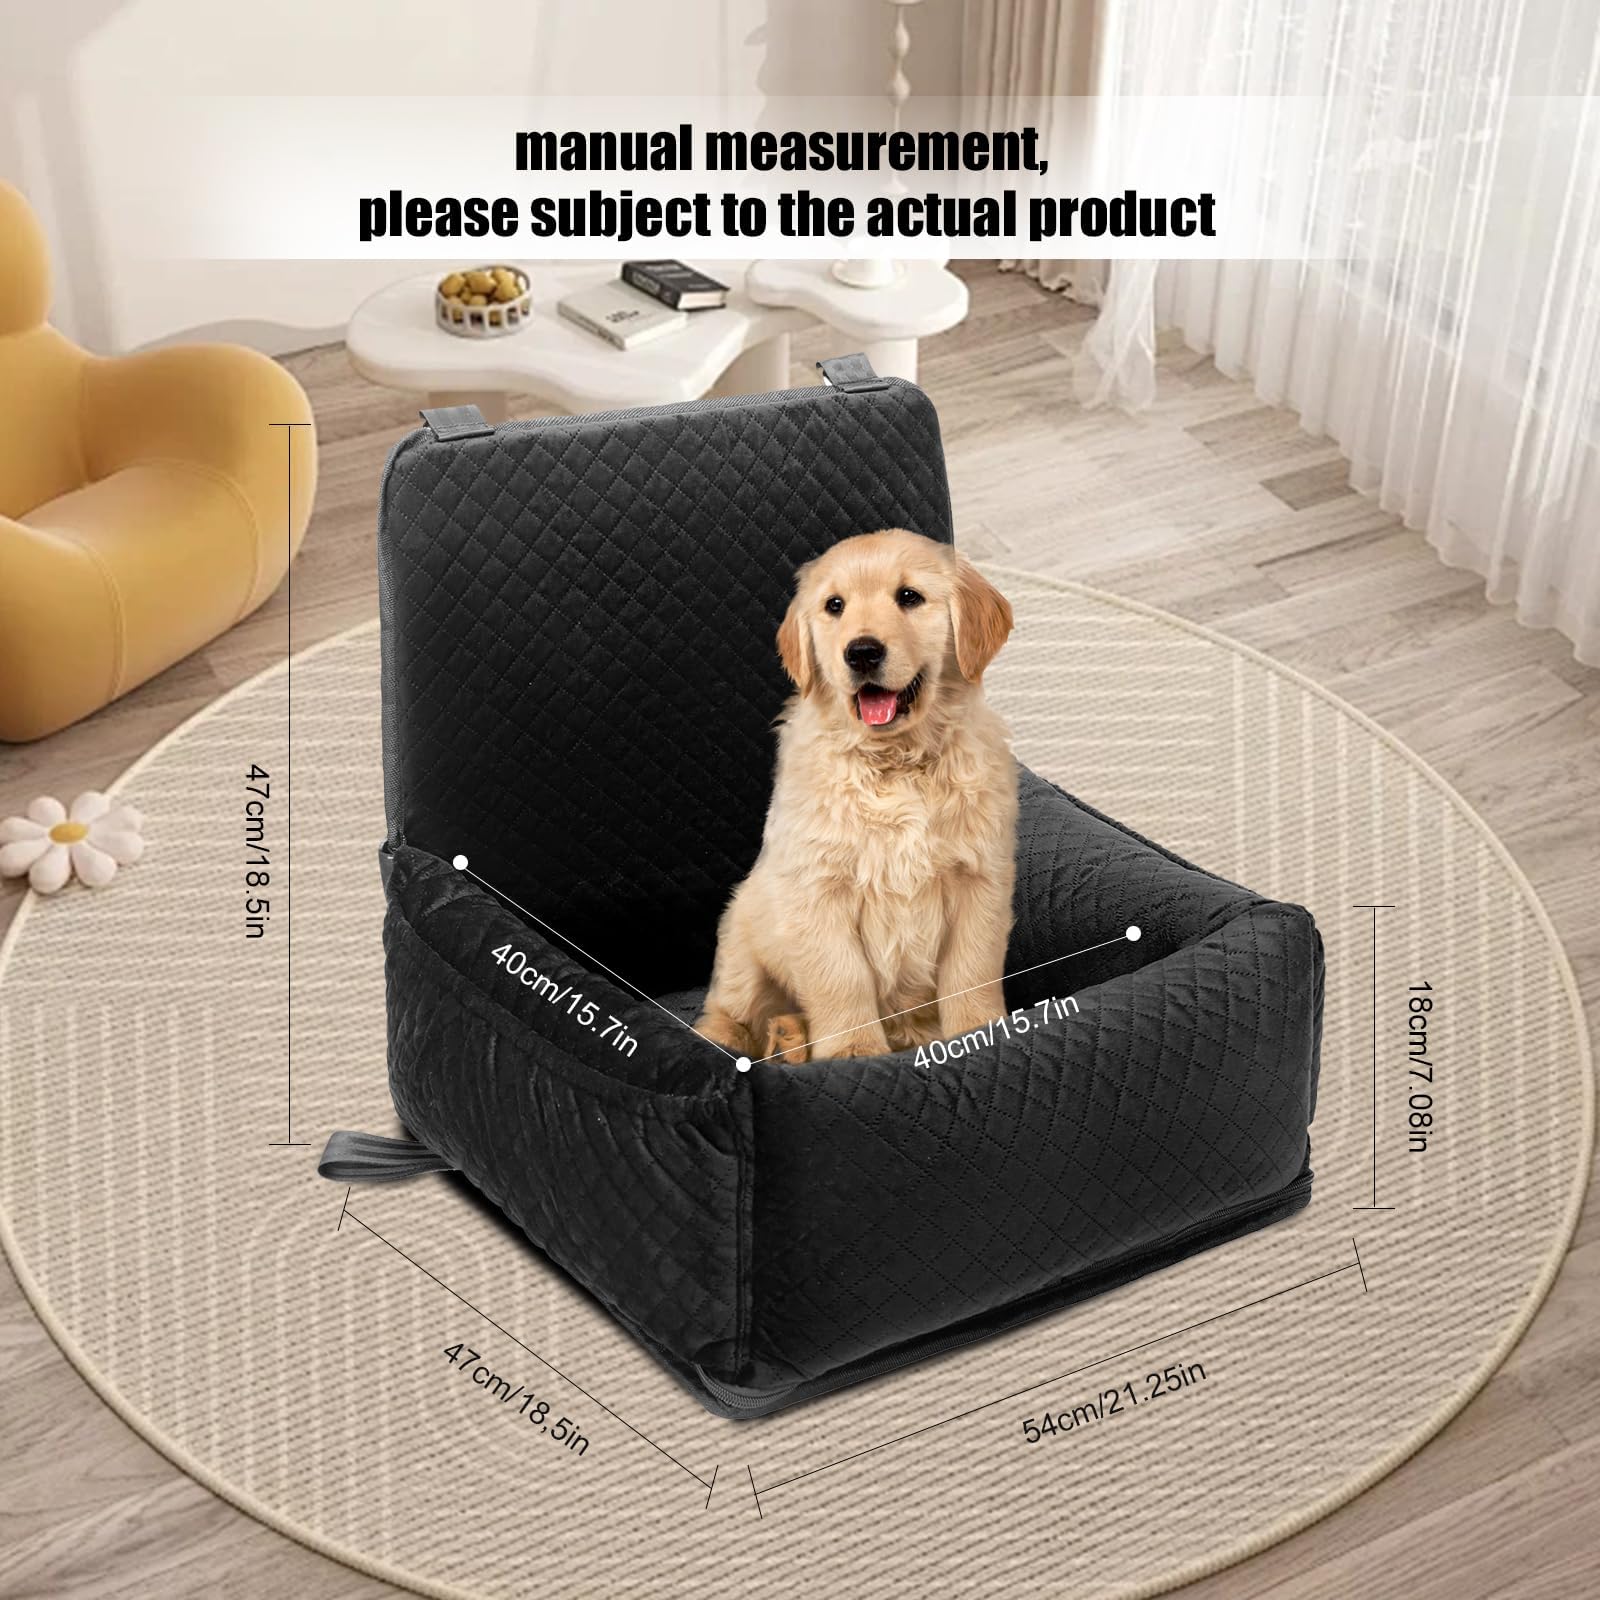 manual measurement,
please subject to the actual product
47cm/18.5in
40cm/15.7in
40cm/15.7in
18cm/7.08in
47cm/18,5in
54cm/21.25in